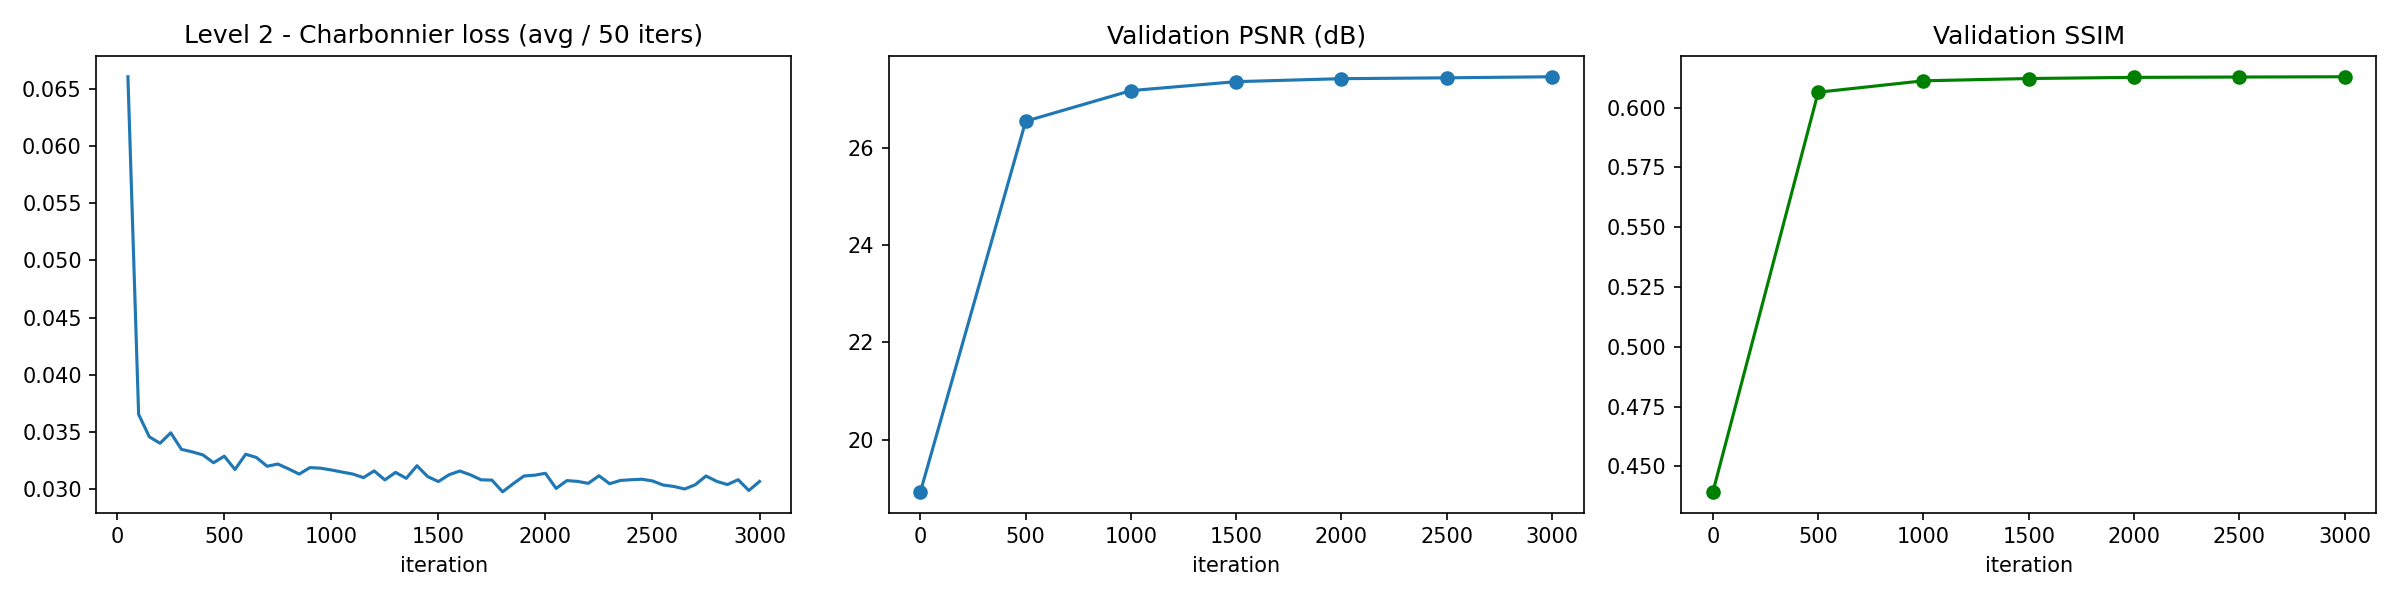 Level 2 - Charbonnier loss (avg / 50 iters)
0.065
0.060
0.055
0.050
0.045
0.040
0.035
0.030
0 500 1000 1500 2000 2500 3000
iteration
Validation PSNR (dB)
26
24
22
20
0 500 1000 1500 2000 2500 3000
iteration
Validation SSIM
0.600
0.575
0.550
0.525
0.500
0.475
0.450
0 500 1000 1500 2000 2500 3000
iteration